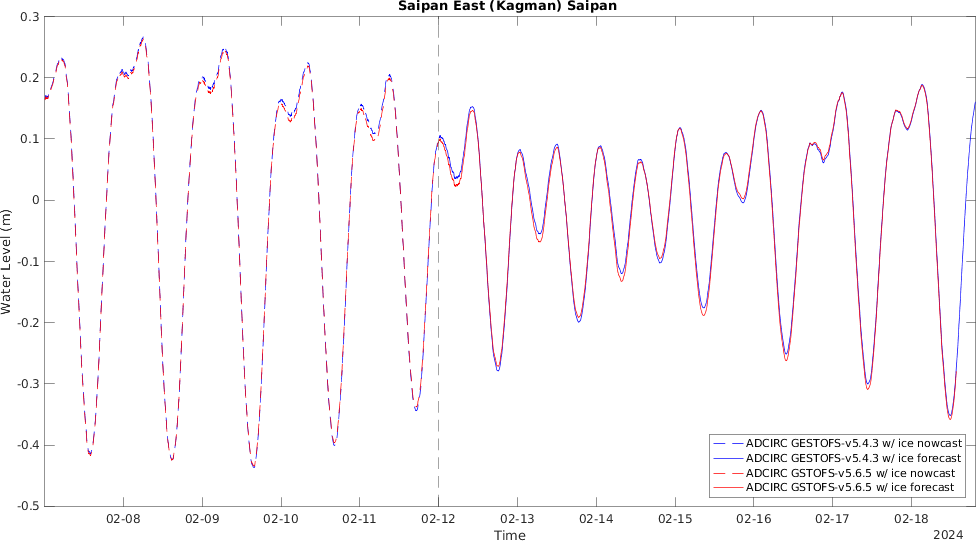 Saipan East (Kagman) Saipan
0.3
0.2
0.1
0
-0.1
-0.2
-0.3
-0.4
-0.5
Water Level (m)
ADCIRC GESTOFS-v5.4.3 w/ ice nowcast
ADCIRC GESTOFS-v5.4.3 w/ ice forecast
ADCIRC GSTOFS-v5.6.5 w/ ice nowcast
ADCIRC GSTOFS-v5.6.5 w/ ice forecast
02-08 02-09 02-10 02-11 02-12 02-13 02-14 02-15 02-16 02-17 02-18
Time
2024